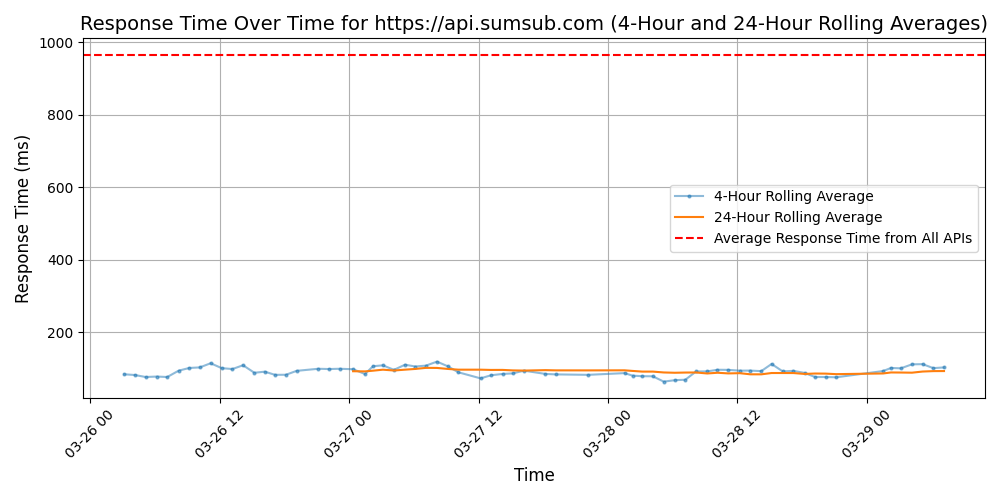 Response Time Over Time for https://api.sumsub.com (4-Hour and 24-Hour Rolling Averages)
Response Time (ms)
1000
800
600
400
200
4-Hour Rolling Average
24-Hour Rolling Average
Average Response Time from All APIs
03-26 00
03-26 12
03-27 00
03-27 12
03-28 00
03-28 12
03-29 00
Time